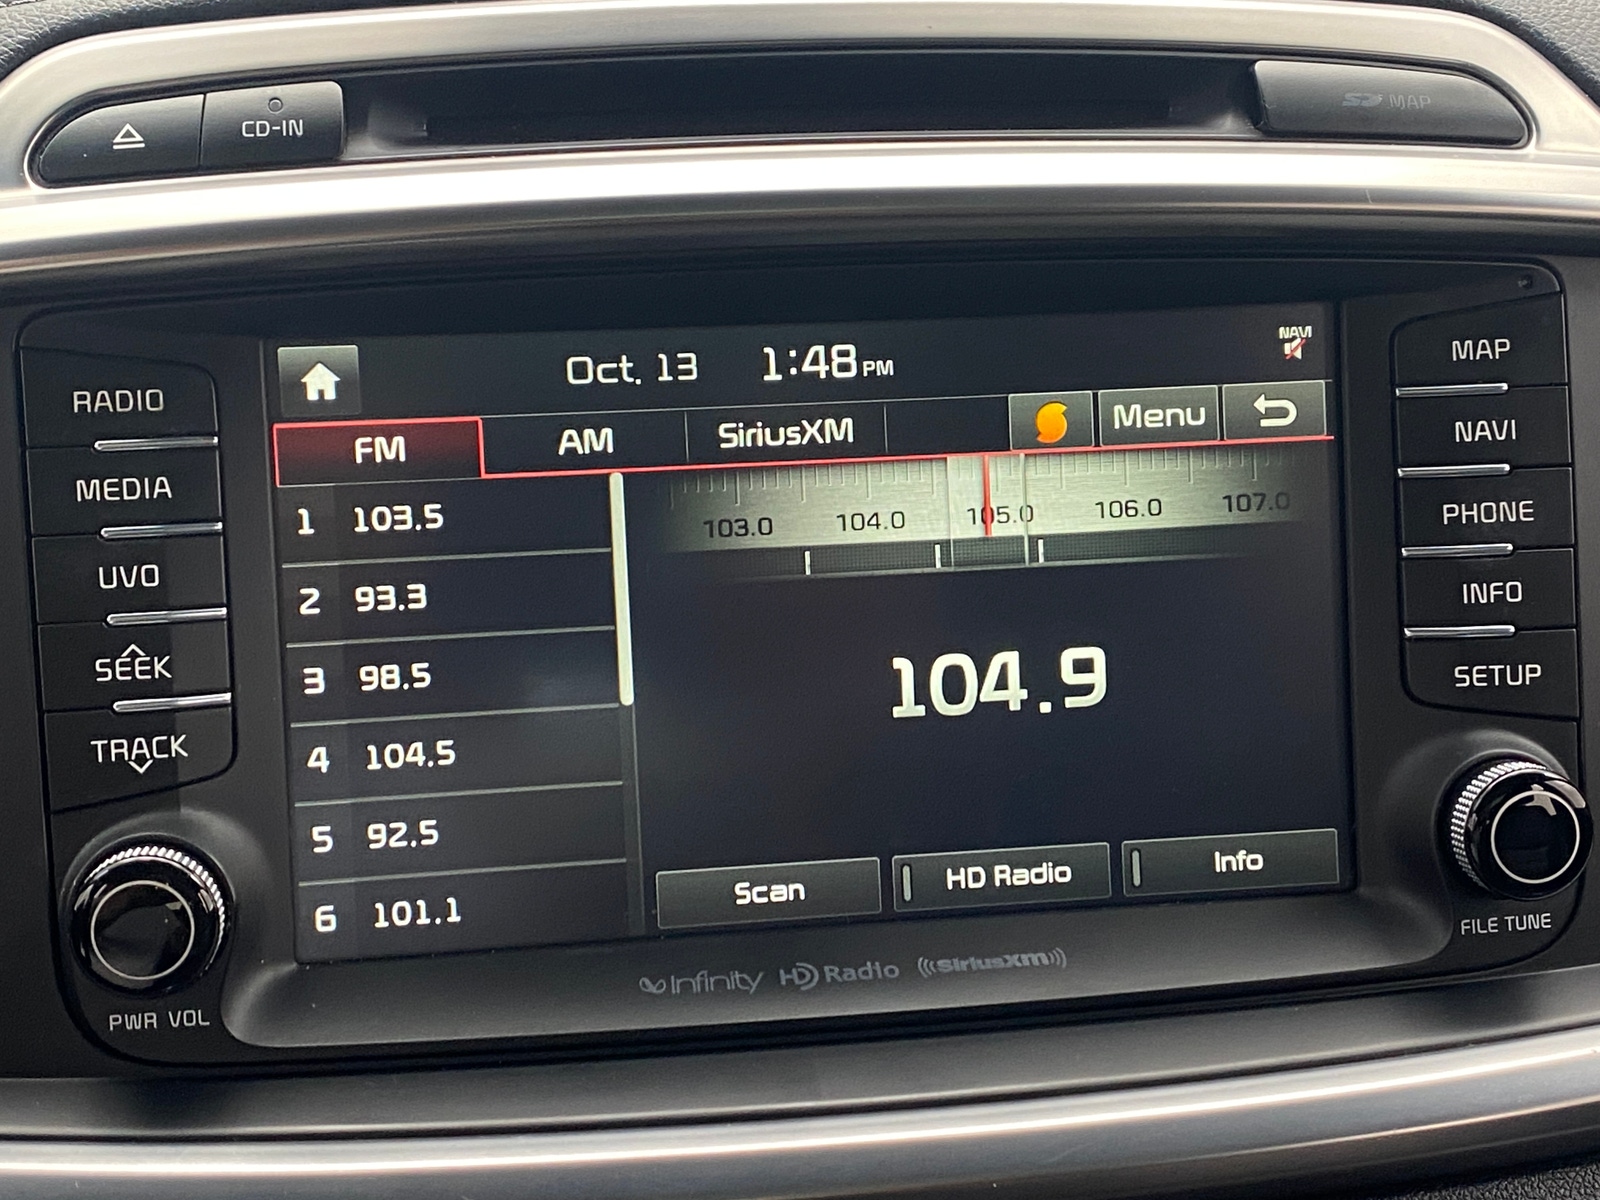 CD-IN
SD MAP
RADIO
MEDIA
UVO
SEEK
TRACK
PWR VOL
Oct. 13 1:48 PM
NAVI
FM AM SiriusXM Menu
1 103.5
2 93.3
3 98.5
4 104.5
5 92.5
6 101.1
103.0 104.0 105.0 106.0 107.0
104.9
Scan HD Radio Info
Infinity HD Radio ((SiriusXM))
MAP
NAVI
PHONE
INFO
SETUP
FILE TUNE